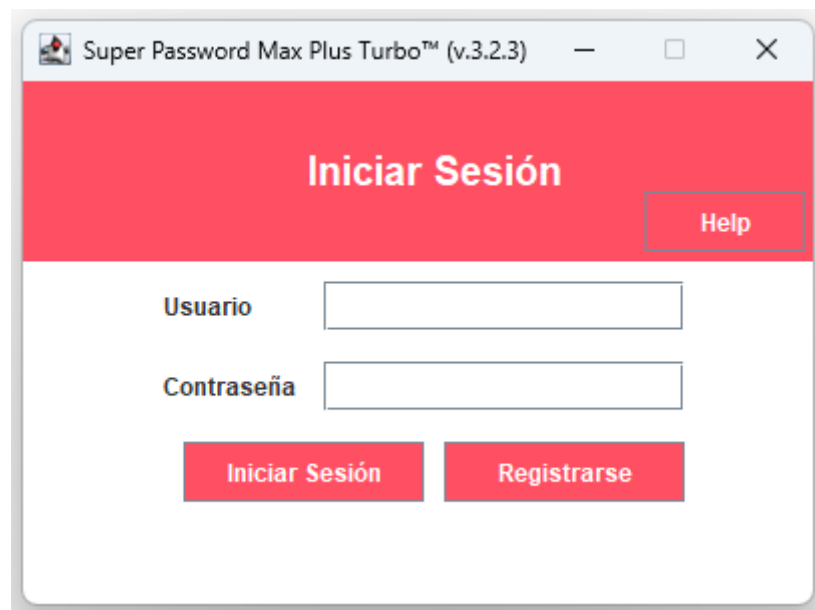 Super Password Max Plus Turbo™ (v.3.2.3)
Iniciar Sesión
Help
Usuario
Contraseña
Iniciar Sesión Registrarse